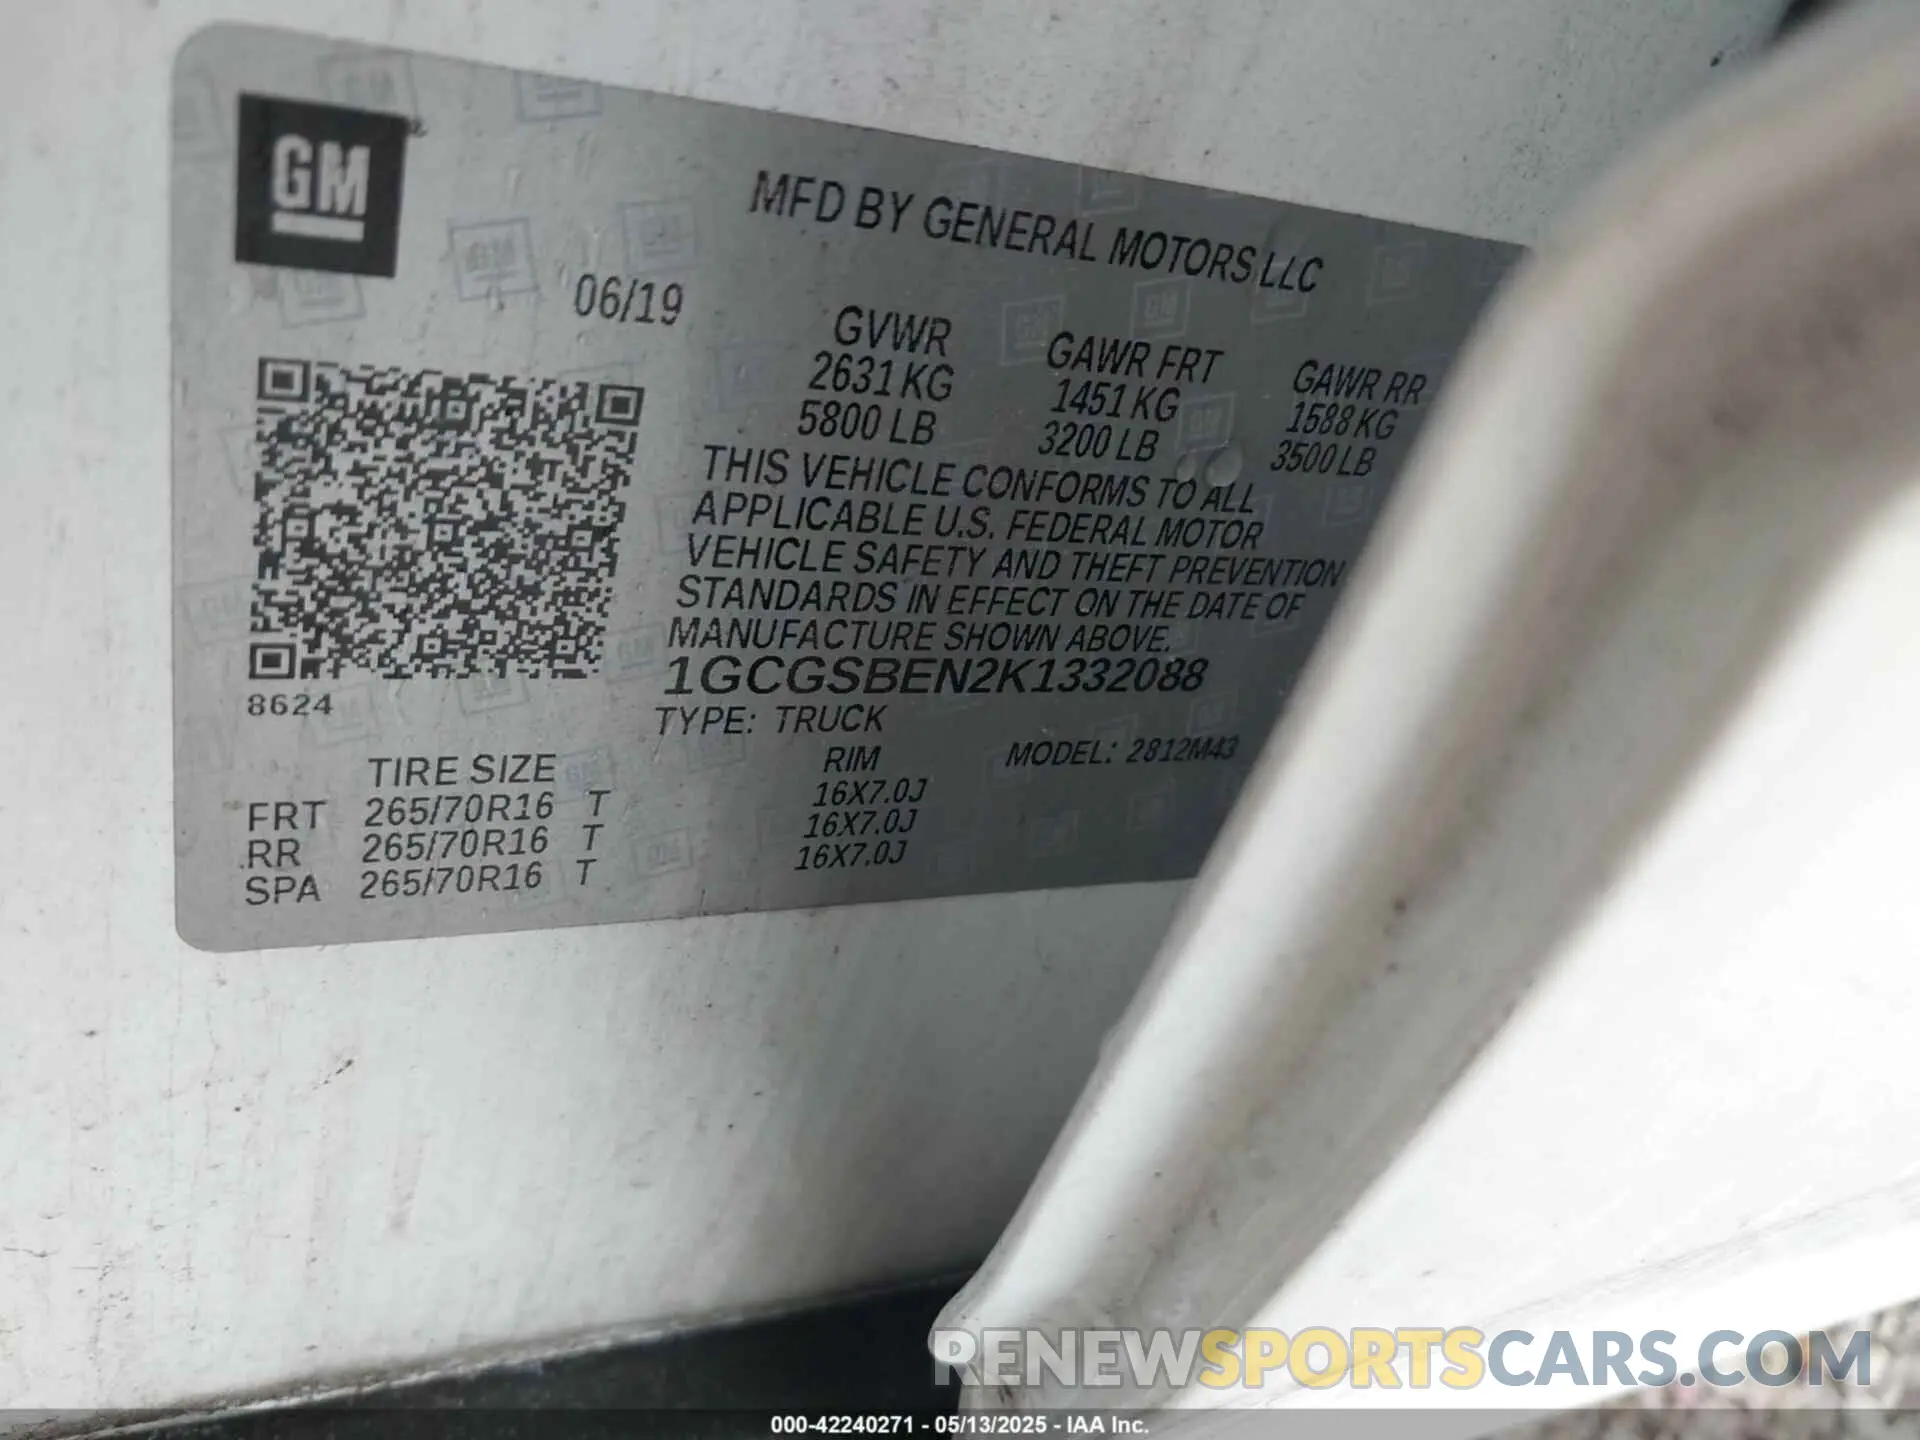 GM
MFD BY GENERAL MOTORS LLC
06/19
GVWR GAWR FRT GAWR RR
2631 KG 1451 KG 1588 KG
5800 LB 3200 LB 3500 LB
THIS VEHICLE CONFORMS TO ALL
APPLICABLE U.S. FEDERAL MOTOR
VEHICLE SAFETY AND THEFT PREVENTION
STANDARDS IN EFFECT ON THE DATE OF
MANUFACTURE SHOWN ABOVE.
1GCGSBEN2K1332088
8624
TYPE: TRUCK
MODEL: 2812M43
TIRE SIZE RIM
FRT 265/70R16 T 16X7.0J
RR 265/70R16 T 16X7.0J
SPA 265/70R16 T 16X7.0J
RENEWSPORTSCARS.COM
000-42240271 - 05/13/2025 - IAA Inc.